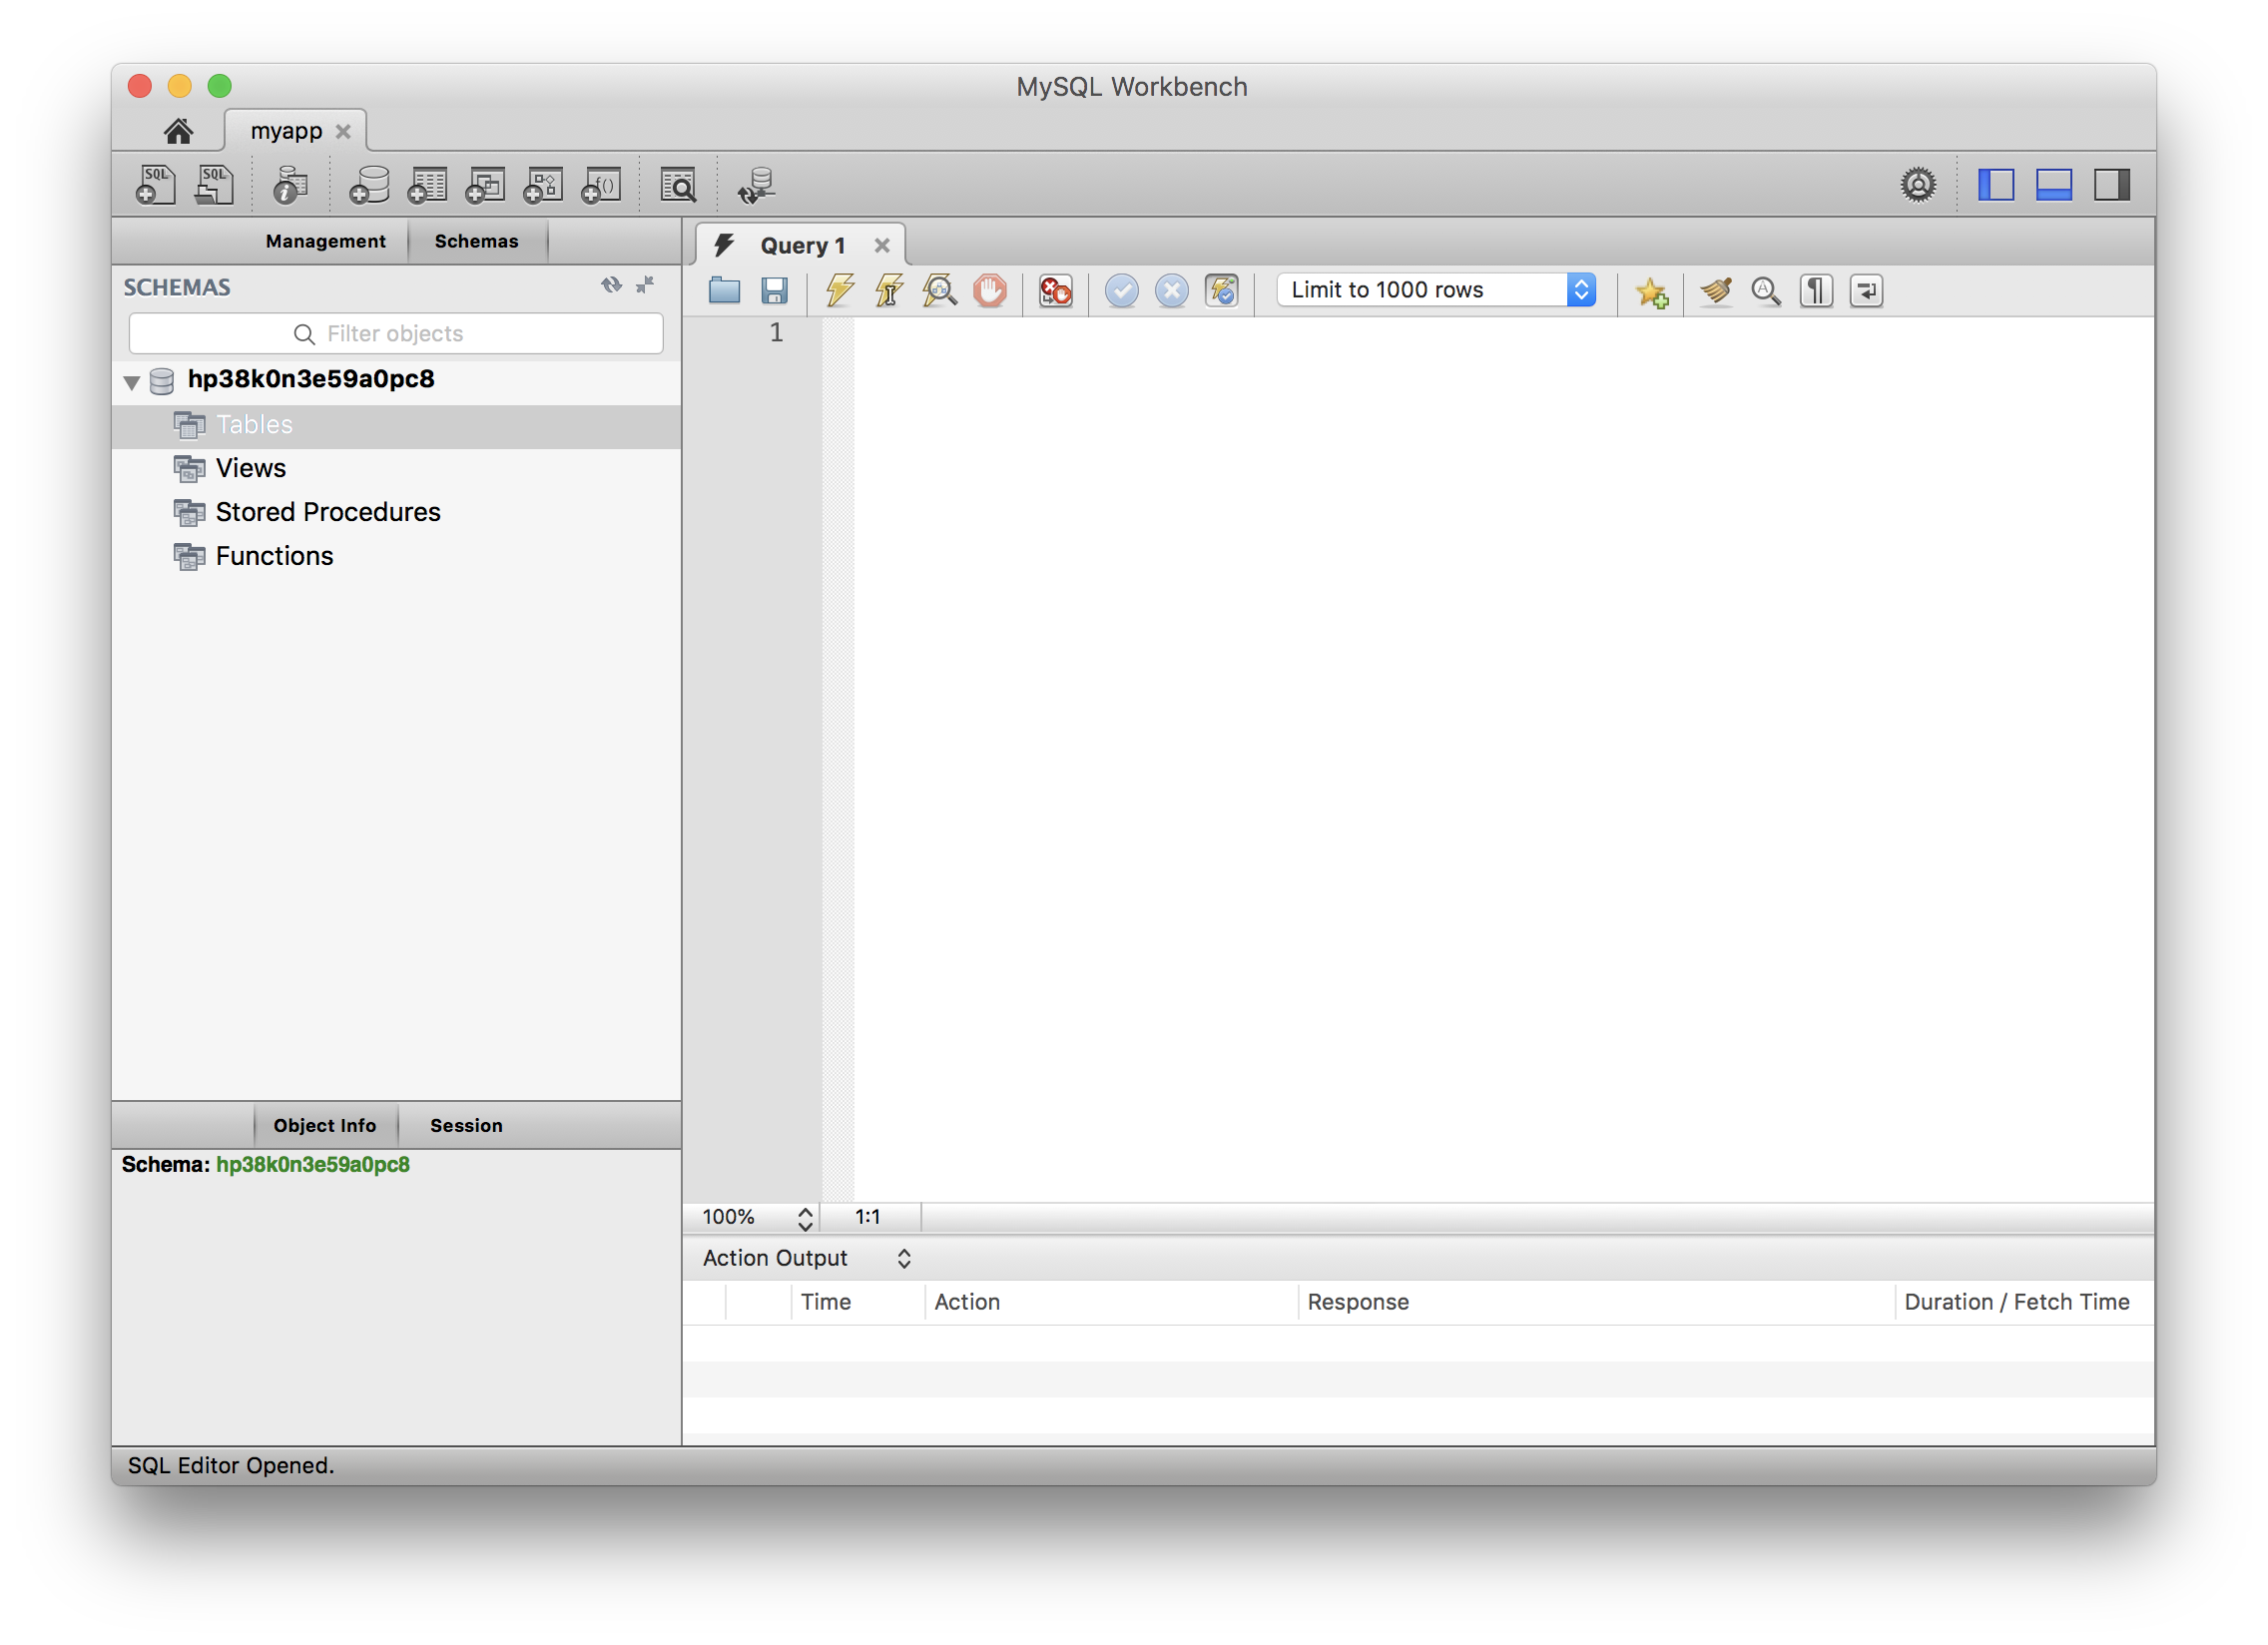 MySQL Workbench
myapp
SQL SQL f()
Management Schemas
SCHEMAS
Filter objects
hp38k0n3e59a0pc8
Tables
Views
Stored Procedures
Functions
Object Info Session
Schema: hp38k0n3e59a0pc8
Query 1
Limit to 1000 rows
1
100% 1:1
Action Output
Time Action Response Duration / Fetch Time
SQL Editor Opened.